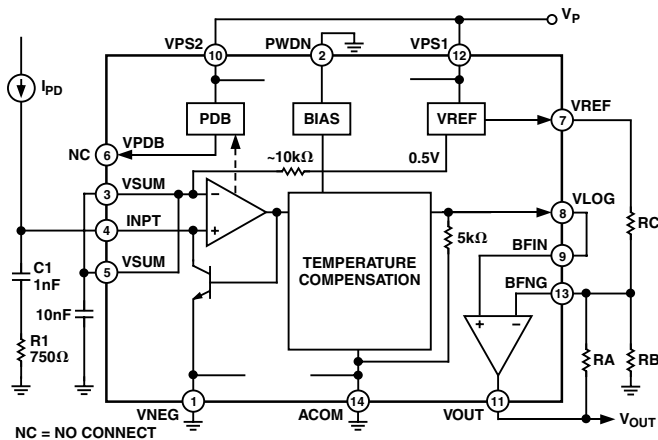 V_P
VPS2
PWDN
VPS1
10
2
12
I_PD
PDB
BIAS
VREF
7
VREF
NC
6
VPDB
~10kΩ
0.5V
3
VSUM
−
VLOG
8
4
INPT
+
5kΩ
RC
TEMPERATURE
COMPENSATION
BFIN
9
5
VSUM
BFNG
13
C1
1nF
10nF
+
−
R1
750Ω
RA
RB
1
14
11
VNEG
ACOM
VOUT
V_OUT
NC = NO CONNECT